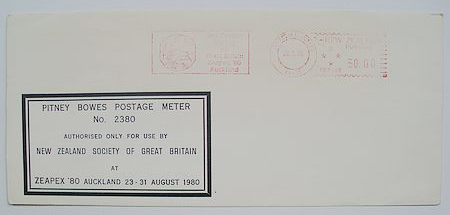 AUCKLAND
PITNEY BOWES POSTAGE METER
No. 2380
AUTHORISED ONLY FOR USE BY
NEW ZEALAND SOCIETY OF GREAT BRITAIN
AT
ZEAPEX '80 AUCKLAND 23-31 AUGUST 1980